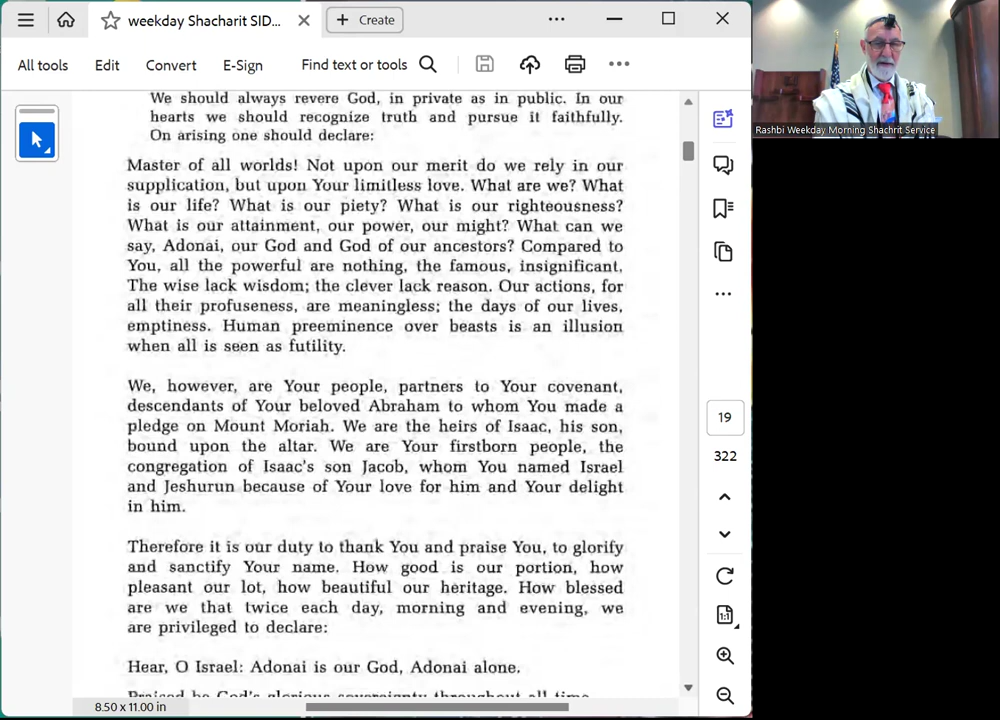 weekday Shacharit SID...
Create
All tools
Edit
Convert
E-Sign
Find text or tools
We should always revere God, in private as in public. In our
hearts we should recognize truth and pursue it faithfully.
On arising one should declare:
Master of all worlds! Not upon our merit do we rely in our
supplication, but upon Your limitless love. What are we? What
is our life? What is our piety? What is our righteousness?
What is our attainment, our power, our might? What can we
say, Adonai, our God and God of our ancestors? Compared to
You, all the powerful are nothing, the famous, insignificant.
The wise lack wisdom; the clever lack reason. Our actions, for
all their profuseness, are meaningless; the days of our lives,
emptiness. Human preeminence over beasts is an illusion
when all is seen as futility.
We, however, are Your people, partners to Your covenant,
descendants of Your beloved Abraham to whom You made a
pledge on Mount Moriah. We are the heirs of Isaac, his son,
bound upon the altar. We are Your firstborn people, the
congregation of Isaac's son Jacob, whom You named Israel
and Jeshurun because of Your love for him and Your delight
in him.
Therefore it is our duty to thank You and praise You, to glorify
and sanctify Your name. How good is our portion, how
pleasant our lot, how beautiful our heritage. How blessed
are we that twice each day, morning and evening, we
are privileged to declare:
Hear, O Israel: Adonai is our God, Adonai alone.
Praised be God's glorious sovereignty throughout all time.
8.50 x 11.00 in
19
322
1:1
Rashbi Weekday Morning Shachrit Service